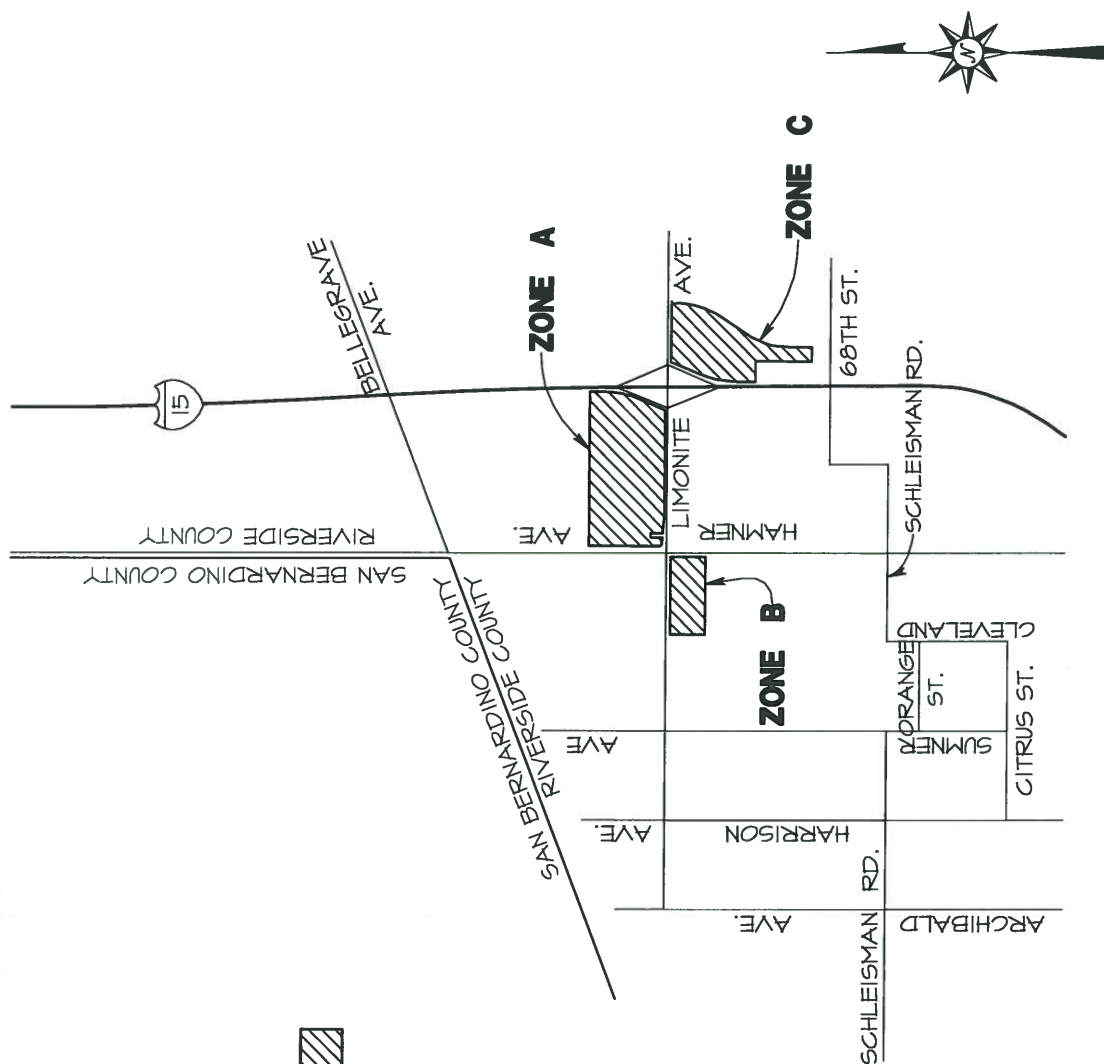 N
BELLEGRAVE
AVE.
15
ZONE A
ZONE C
RIVERSIDE COUNTY
SAN BERNARDINO COUNTY
SAN BERNARDINO COUNTY
RIVERSIDE COUNTY
AVE.
LIMONITE
AVE.
HAMNER
ZONE B
68TH ST.
SCHLEISMAN RD.
CLEVELAND
ORANGE
ST.
AVE
SUMNER
CITRUS ST.
AVE.
HARRISON
SCHLEISMAN RD.
AVE.
ARCHIBALD